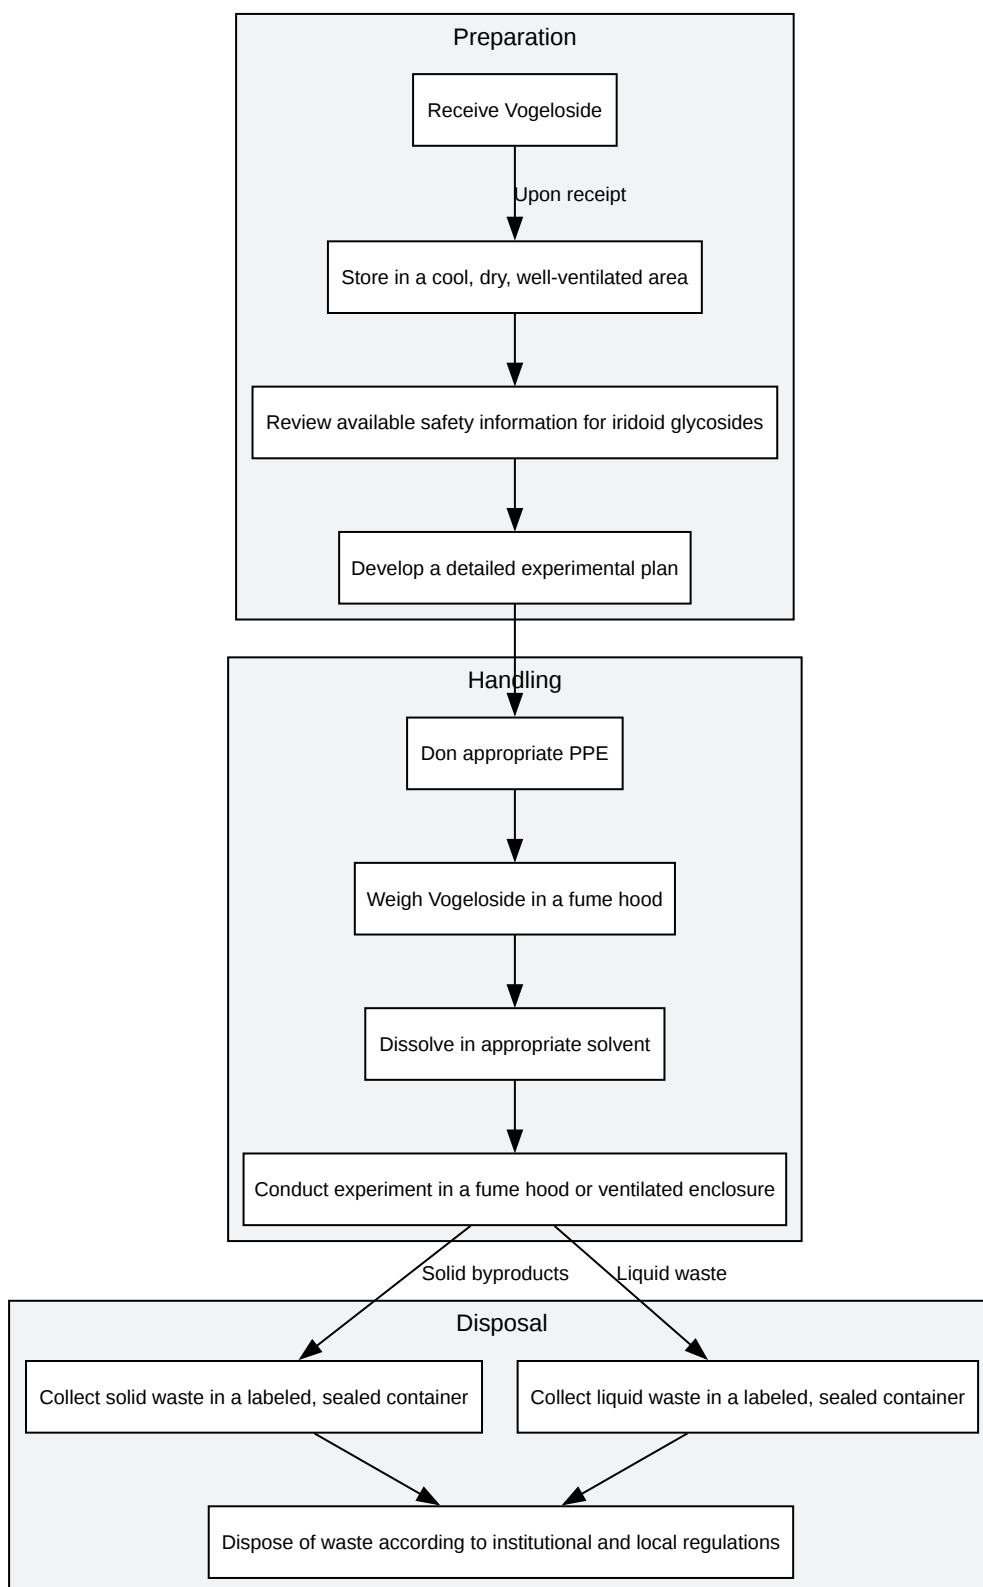 Preparation
Receive Vogeloside
Upon receipt
Store in a cool, dry, well-ventilated area
Review available safety information for iridoid glycosides
Develop a detailed experimental plan
Handling
Don appropriate PPE
Weigh Vogeloside in a fume hood
Dissolve in appropriate solvent
Conduct experiment in a fume hood or ventilated enclosure
Solid byproducts
Liquid waste
Disposal
Collect solid waste in a labeled, sealed container
Collect liquid waste in a labeled, sealed container
Dispose of waste according to institutional and local regulations